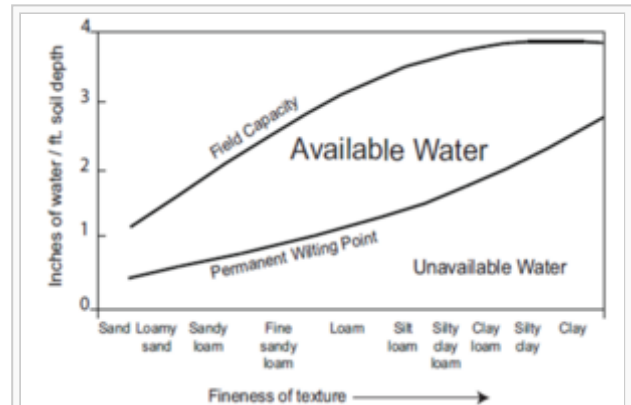 Inches of water / ft. soil depth
4
3
2
1
0
Field Capacity
Available Water
Permanent Wilting Point
Unavailable Water
Sand
Loamy
sand
Sandy
loam
Fine
sandy
loam
Loam
Silt
loam
Silty
clay
loam
Clay
loam
Silty
clay
Clay
Fineness of texture